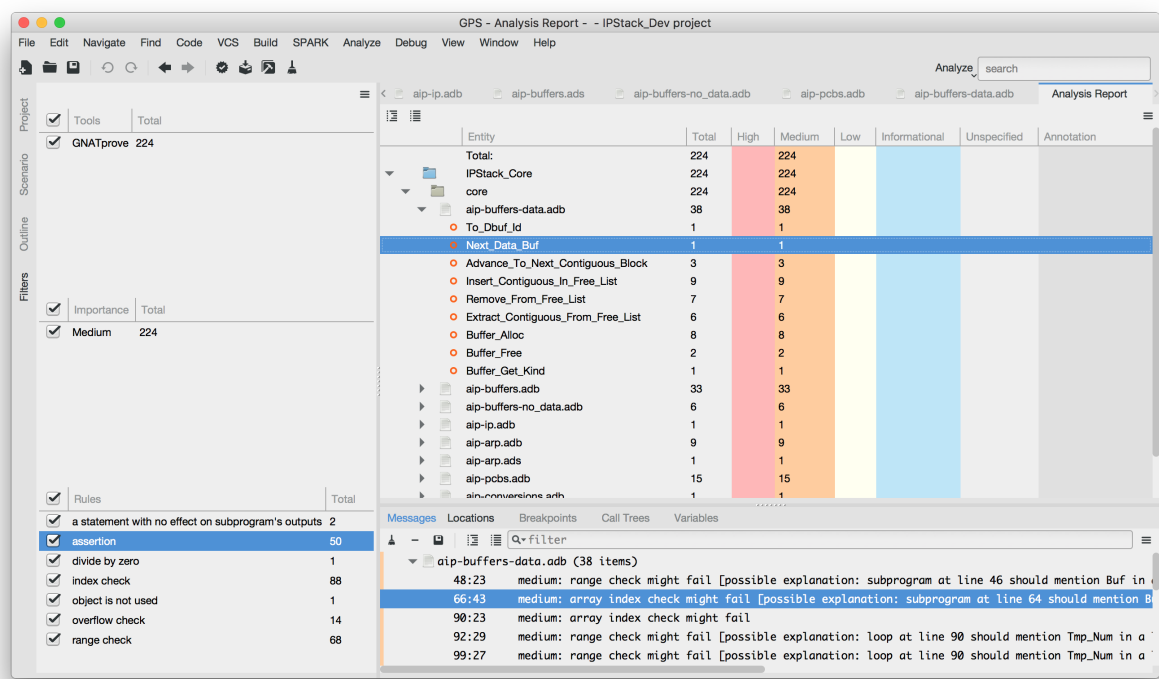 GPS - Analysis Report - - IPStack_Dev project
File Edit Navigate Find Code VCS Build SPARK Analyze Debug View Window Help
Analyze search
Project
Scenario
Outline
Filters
Tools Total
GNATprove 224
Importance Total
Medium 224
Rules Total
a statement with no effect on subprogram's outputs 2
assertion 50
divide by zero 1
index check 88
object is not used 1
overflow check 14
range check 68
aip-ip.adb aip-buffers.ads aip-buffers-no_data.adb aip-pcbs.adb aip-buffers-data.adb Analysis Report
Entity Total High Medium Low Informational Unspecified Annotation
Total: 224 224
IPStack_Core 224 224
core 224 224
aip-buffers-data.adb 38 38
To_Dbuf_Id 1 1
Next_Data_Buf 1 1
Advance_To_Next_Contiguous_Block 3 3
Insert_Contiguous_In_Free_List 9 9
Remove_From_Free_List 7 7
Extract_Contiguous_From_Free_List 6 6
Buffer_Alloc 8 8
Buffer_Free 2 2
Buffer_Get_Kind 1 1
aip-buffers.adb 33 33
aip-buffers-no_data.adb 6 6
aip-ip.adb 1 1
aip-arp.adb 9 9
aip-arp.ads 1 1
aip-pcbs.adb 15 15
aip-conversions.adb 1 1
Messages Locations Breakpoints Call Trees Variables
filter
aip-buffers-data.adb (38 items)
48:23 medium: range check might fail [possible explanation: subprogram at line 46 should mention Buf in
66:43 medium: array index check might fail [possible explanation: subprogram at line 64 should mention
90:23 medium: array index check might fail
92:29 medium: range check might fail [possible explanation: loop at line 90 should mention Tmp_Num in a
99:27 medium: range check might fail [possible explanation: loop at line 90 should mention Tmp_Num in a